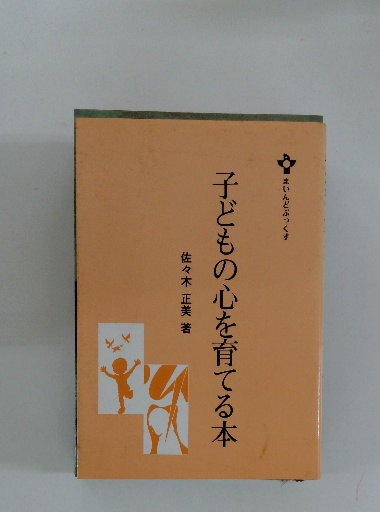 まいんどぶっくす
子どもの心を育てる本
佐々木 正美 著